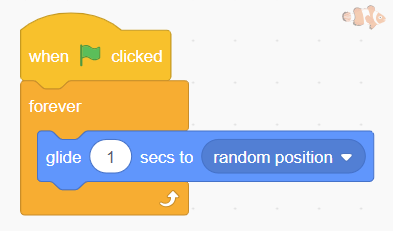 when clicked
forever
glide 1 secs to random position